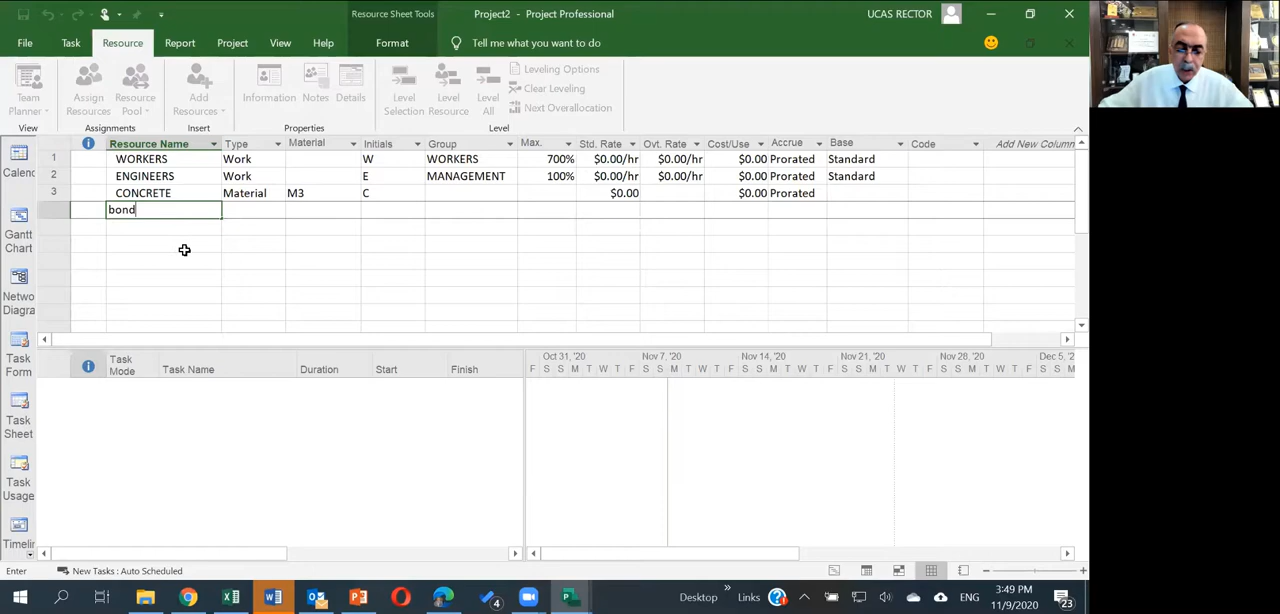 Resource Sheet Tools
Project2 - Project Professional
UCAS RECTOR
File Task Resource Report Project View Help Format Tell me what you want to do
Team Planner
Assign Resources
Resource Pool
Add Resources
Information
Notes
Details
Level Selection
Level Resource
Level All
Leveling Options
Clear Leveling
Next Overallocation
View Assignments Insert Properties Level
Resource Name Type Material Initials Group Max. Std. Rate Ovt. Rate Cost/Use Accrue Base Code Add New Column
1 WORKERS Work W WORKERS 700% $0.00/hr $0.00/hr $0.00 Prorated Standard
2 ENGINEERS Work E MANAGEMENT 100% $0.00/hr $0.00/hr $0.00 Prorated Standard
3 CONCRETE Material M3 C $0.00 $0.00 Prorated
bond
Calenc
Gantt
Chart
Netwo
Diagra
Task
Form
Task
Sheet
Task
Usage
Timelin
Task Mode Task Name Duration Start Finish
Oct 31, '20 Nov 7, '20 Nov 14, '20 Nov 21, '20 Nov 28, '20 Dec 5, '2
F S S M T W T F S S M T W T F S S M T W T F S S M T W T F S S M T W T F S S M
Enter New Tasks : Auto Scheduled
Desktop » Links » ENG 3:49 PM
11/9/2020 23
4